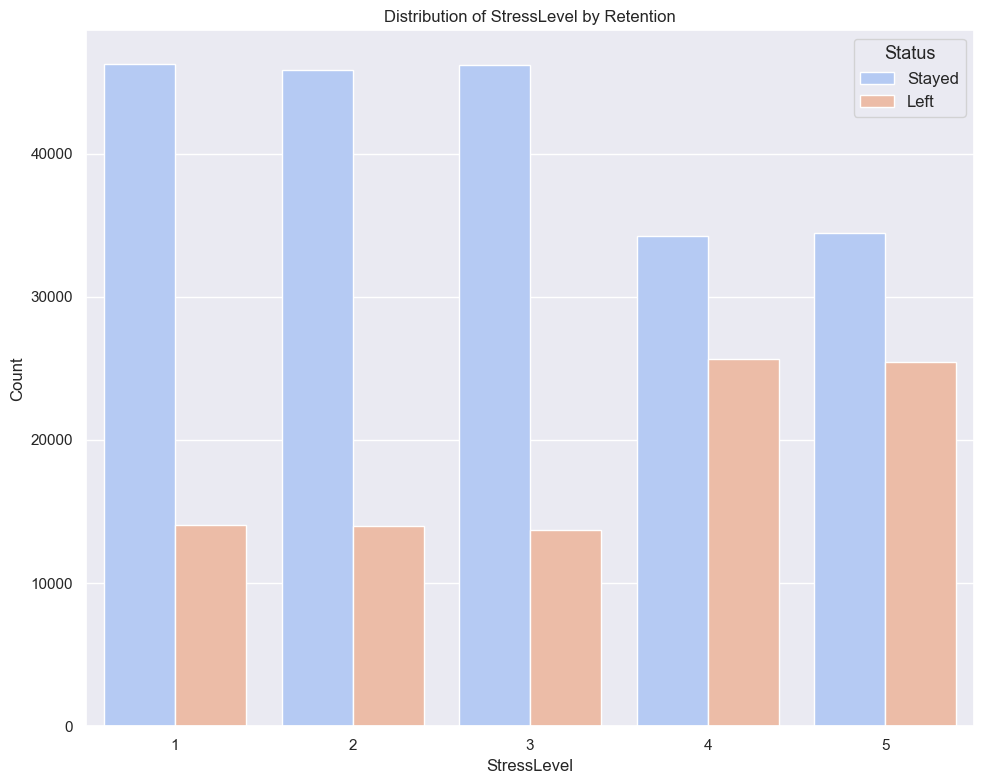 Distribution of StressLevel by Retention
Status
Stayed
Left
Count
40000
30000
20000
10000
0
1 2 3 4 5
StressLevel